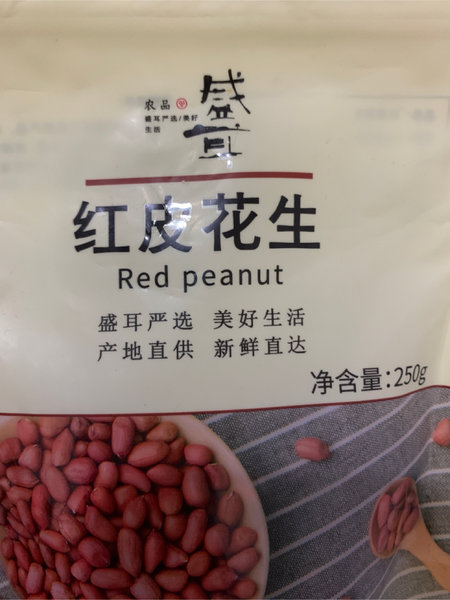 盛耳
农品
盛耳严选/美好
生活
红皮花生
Red peanut
盛耳严选 美好生活
产地直供 新鲜直达
净含量:250g